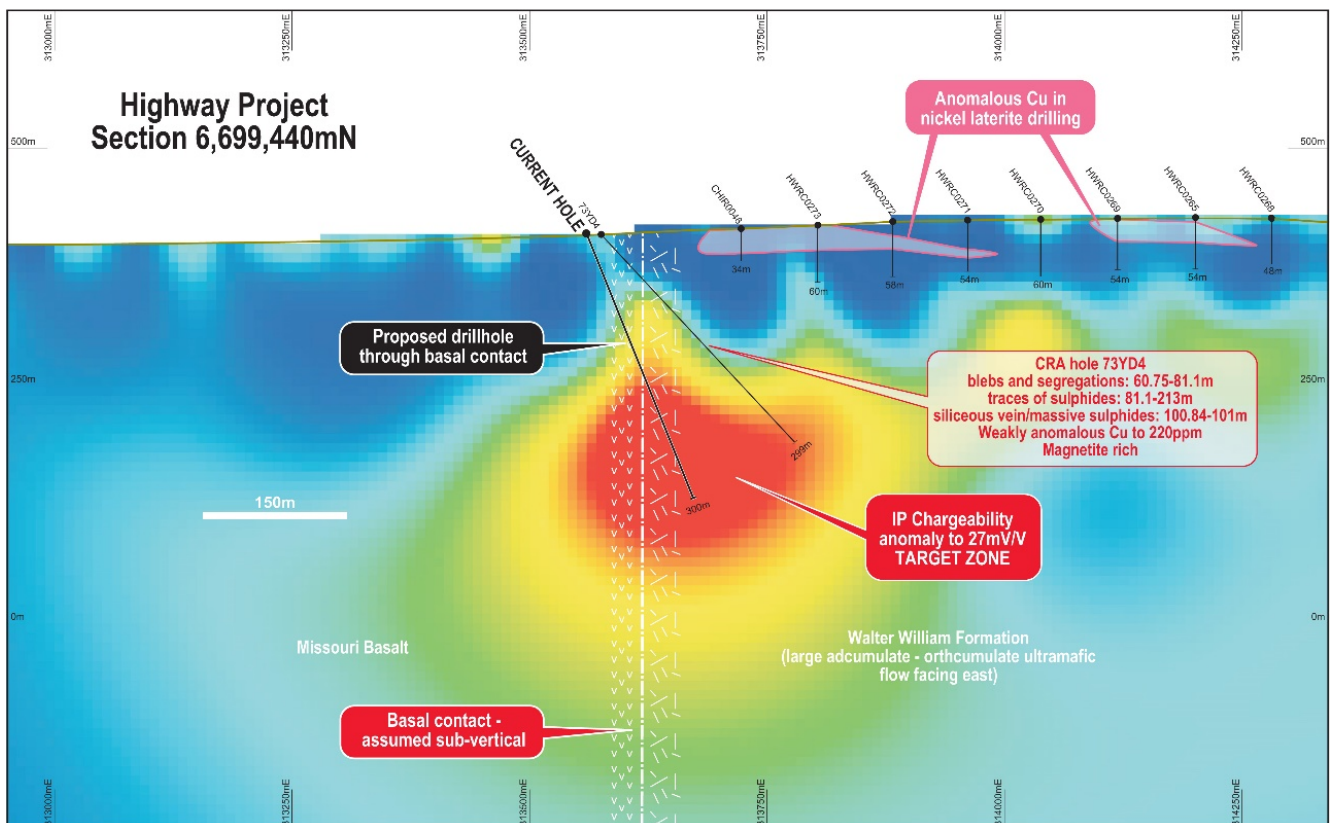 313000mE
313250mE
313500mE
313750mE
314000mE
314250mE
Highway Project
Section 6,699,440mN
Anomalous Cu in
nickel laterite drilling
500m
500m
CURRENT HOLE
73YD4
CHIR0048
HWRC0273
HWRC0272
HWRC0271
HWRC0270
HWRC0269
HWRC0265
HWRC0268
34m
60m
58m
54m
60m
54m
54m
48m
Proposed drillhole
through basal contact
CRA hole 73YD4
blebs and segregations: 60.75-81.1m
traces of sulphides: 81.1-213m
siliceous vein/massive sulphides: 100.84-101m
Weakly anomalous Cu to 220ppm
Magnetite rich
250m
250m
299m
300m
150m
IP Chargeability
anomaly to 27mV/V
TARGET ZONE
0m
0m
Missouri Basalt
Walter William Formation
(large adcumulate - orthcumulate ultramafic
flow facing east)
Basal contact -
assumed sub-vertical
313000mE
313250mE
313500mE
313750mE
314000mE
314250mE